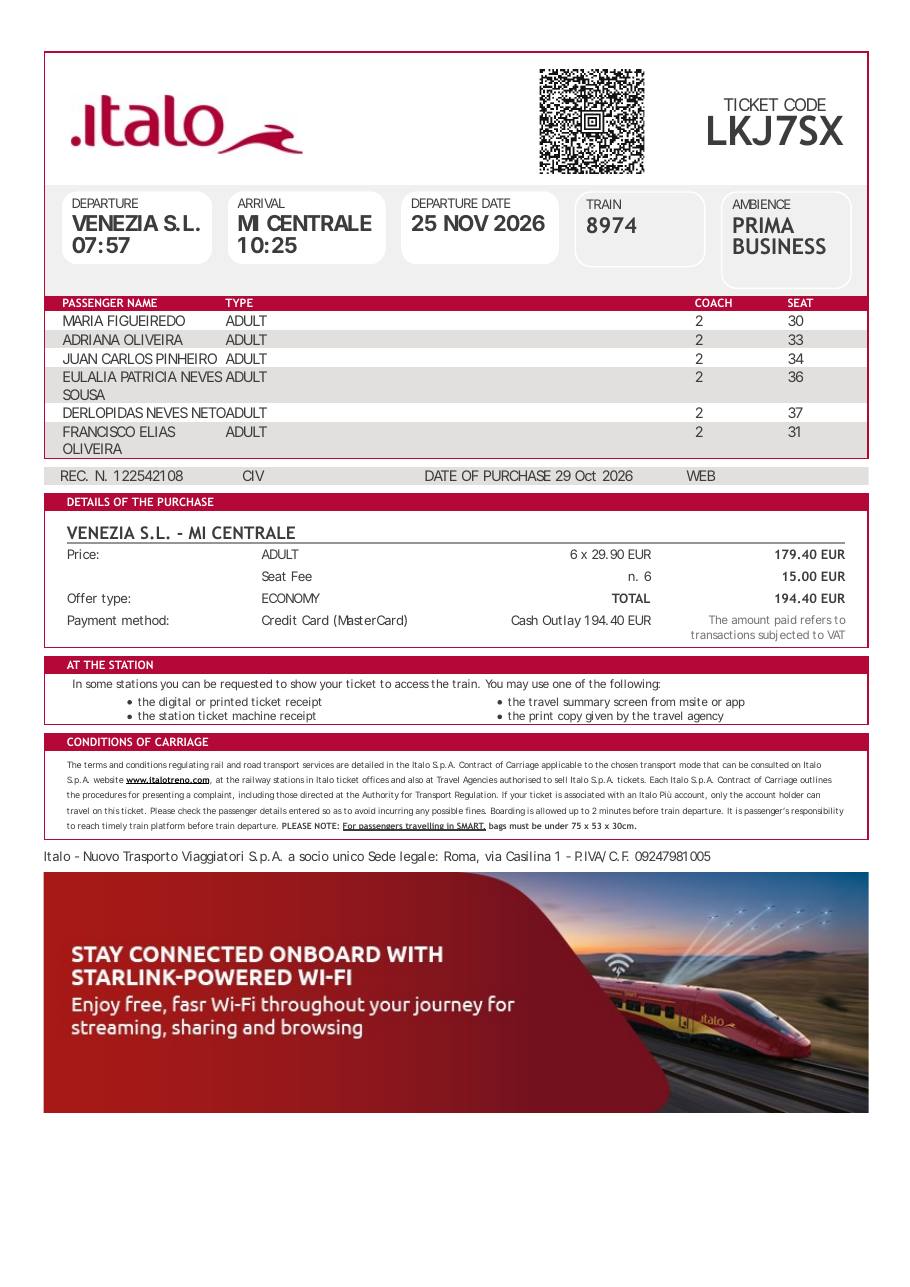 .italo
TICKET CODE
LKJ7SX
DEPARTURE
VENEZIA S.L.
07:57
ARRIVAL
MI CENTRALE
10:25
DEPARTURE DATE
25 NOV 2026
TRAIN
8974
AMBIENCE
PRIMA
BUSINESS
PASSENGER NAME TYPE COACH SEAT
MARIA FIGUEIREDO ADULT 2 30
ADRIANA OLIVEIRA ADULT 2 33
JUAN CARLOS PINHEIRO ADULT 2 34
EULALIA PATRICIA NEVES ADULT 2 36
SOUSA
DERLOPIDAS NEVES NETO ADULT 2 37
FRANCISCO ELIAS ADULT 2 31
OLIVEIRA
REC. N. 122542108 CIV DATE OF PURCHASE 29 Oct 2026 WEB
DETAILS OF THE PURCHASE
VENEZIA S.L. - MI CENTRALE
Price: ADULT 6 x 29.90 EUR 179.40 EUR
Seat Fee n. 6 15.00 EUR
Offer type: ECONOMY TOTAL 194.40 EUR
Payment method: Credit Card (MasterCard) Cash Outlay 194.40 EUR The amount paid refers to
transactions subjected to VAT
AT THE STATION
In some stations you can be requested to show your ticket to access the train. You may use one of the following:
• the digital or printed ticket receipt • the travel summary screen from msite or app
• the station ticket machine receipt • the print copy given by the travel agency
CONDITIONS OF CARRIAGE
The terms and conditions regulating rail and road transport services are detailed in the Italo S.p.A. Contract of Carriage applicable to the chosen transport mode that can be consulted on Italo
S.p.A. website www.italotreno.com, at the railway stations in Italo ticket offices and also at Travel Agencies authorised to sell Italo S.p.A. tickets. Each Italo S.p.A. Contract of Carriage outlines
the procedures for presenting a complaint, including those directed at the Authority for Transport Regulation. If your ticket is associated with an Italo Più account, only the account holder can
travel on this ticket. Please check the passenger details entered so as to avoid incurring any possible fines. Boarding is allowed up to 2 minutes before train departure. It is passenger's responsibility
to reach timely train platform before train departure. PLEASE NOTE: For passengers travelling in SMART, bags must be under 75 x 53 x 30cm.
Italo - Nuovo Trasporto Viaggiatori S.p.A. a socio unico Sede legale: Roma, via Casilina 1 - P.IVA/C.F. 09247981005
STAY CONNECTED ONBOARD WITH
STARLINK-POWERED WI-FI
Enjoy free, fasr Wi-Fi throughout your journey for
streaming, sharing and browsing
italo